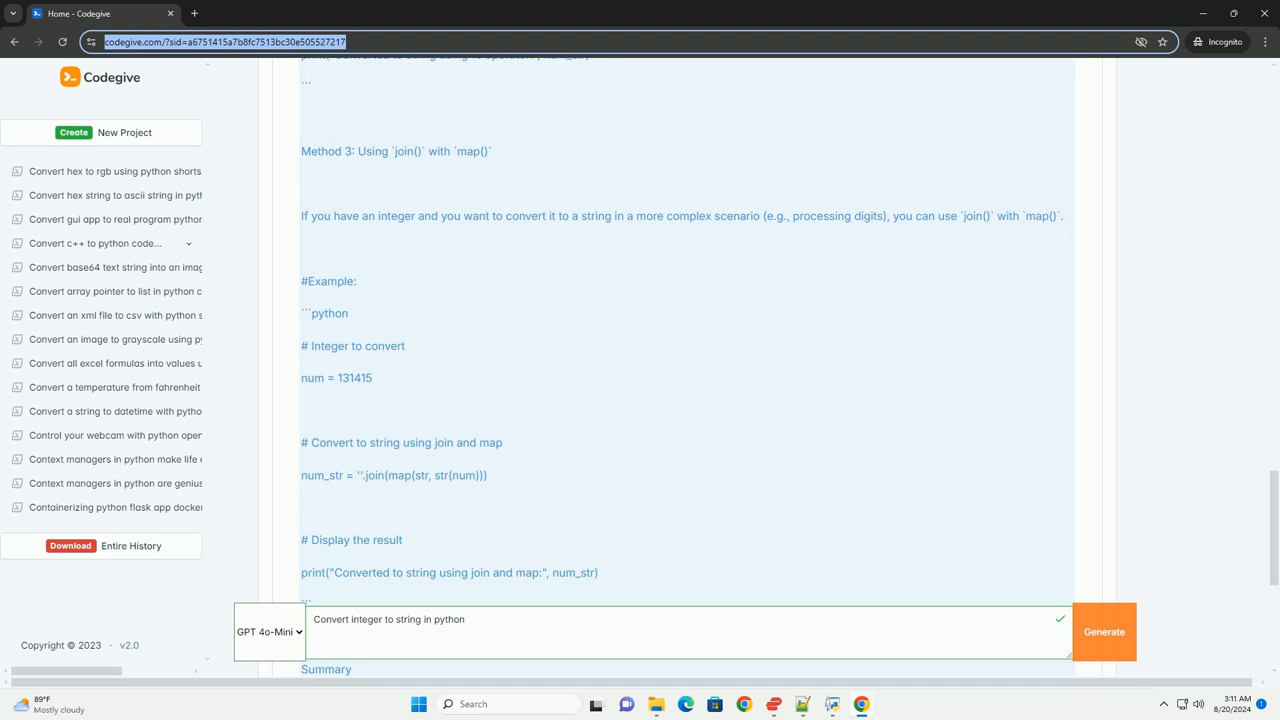 Home - Codegive
codegive.com/?sid=a6751415a7b8fc7513bc30e505527217
Incognito
Codegive
Create New Project
Convert hex to rgb using python shorts
Convert hex string to ascii string in pyth
Convert gui app to real program python
Convert c++ to python code...
Convert base64 text string into an imag
Convert array pointer to list in python c
Convert an xml file to csv with python s
Convert an image to grayscale using py
Convert all excel formulas into values u
Convert a temperature from fahrenheit
Convert a string to datetime with pytho
Control your webcam with python open
Context managers in python make life e
Context managers in python are genius
Containerizing python flask app docker
Download Entire History
Copyright © 2023 · v2.0
```
Method 3: Using `join()` with `map()`
If you have an integer and you want to convert it to a string in a more complex scenario (e.g., processing digits), you can use `join()` with `map()`.
#Example:
```python
# Integer to convert
num = 131415
# Convert to string using join and map
num_str = ''.join(map(str, str(num)))
# Display the result
print("Converted to string using join and map:", num_str)
GPT 4o-Mini
Convert integer to string in python
Generate
Summary
89°F
Mostly cloudy
Search
3:11 AM
8/20/2024